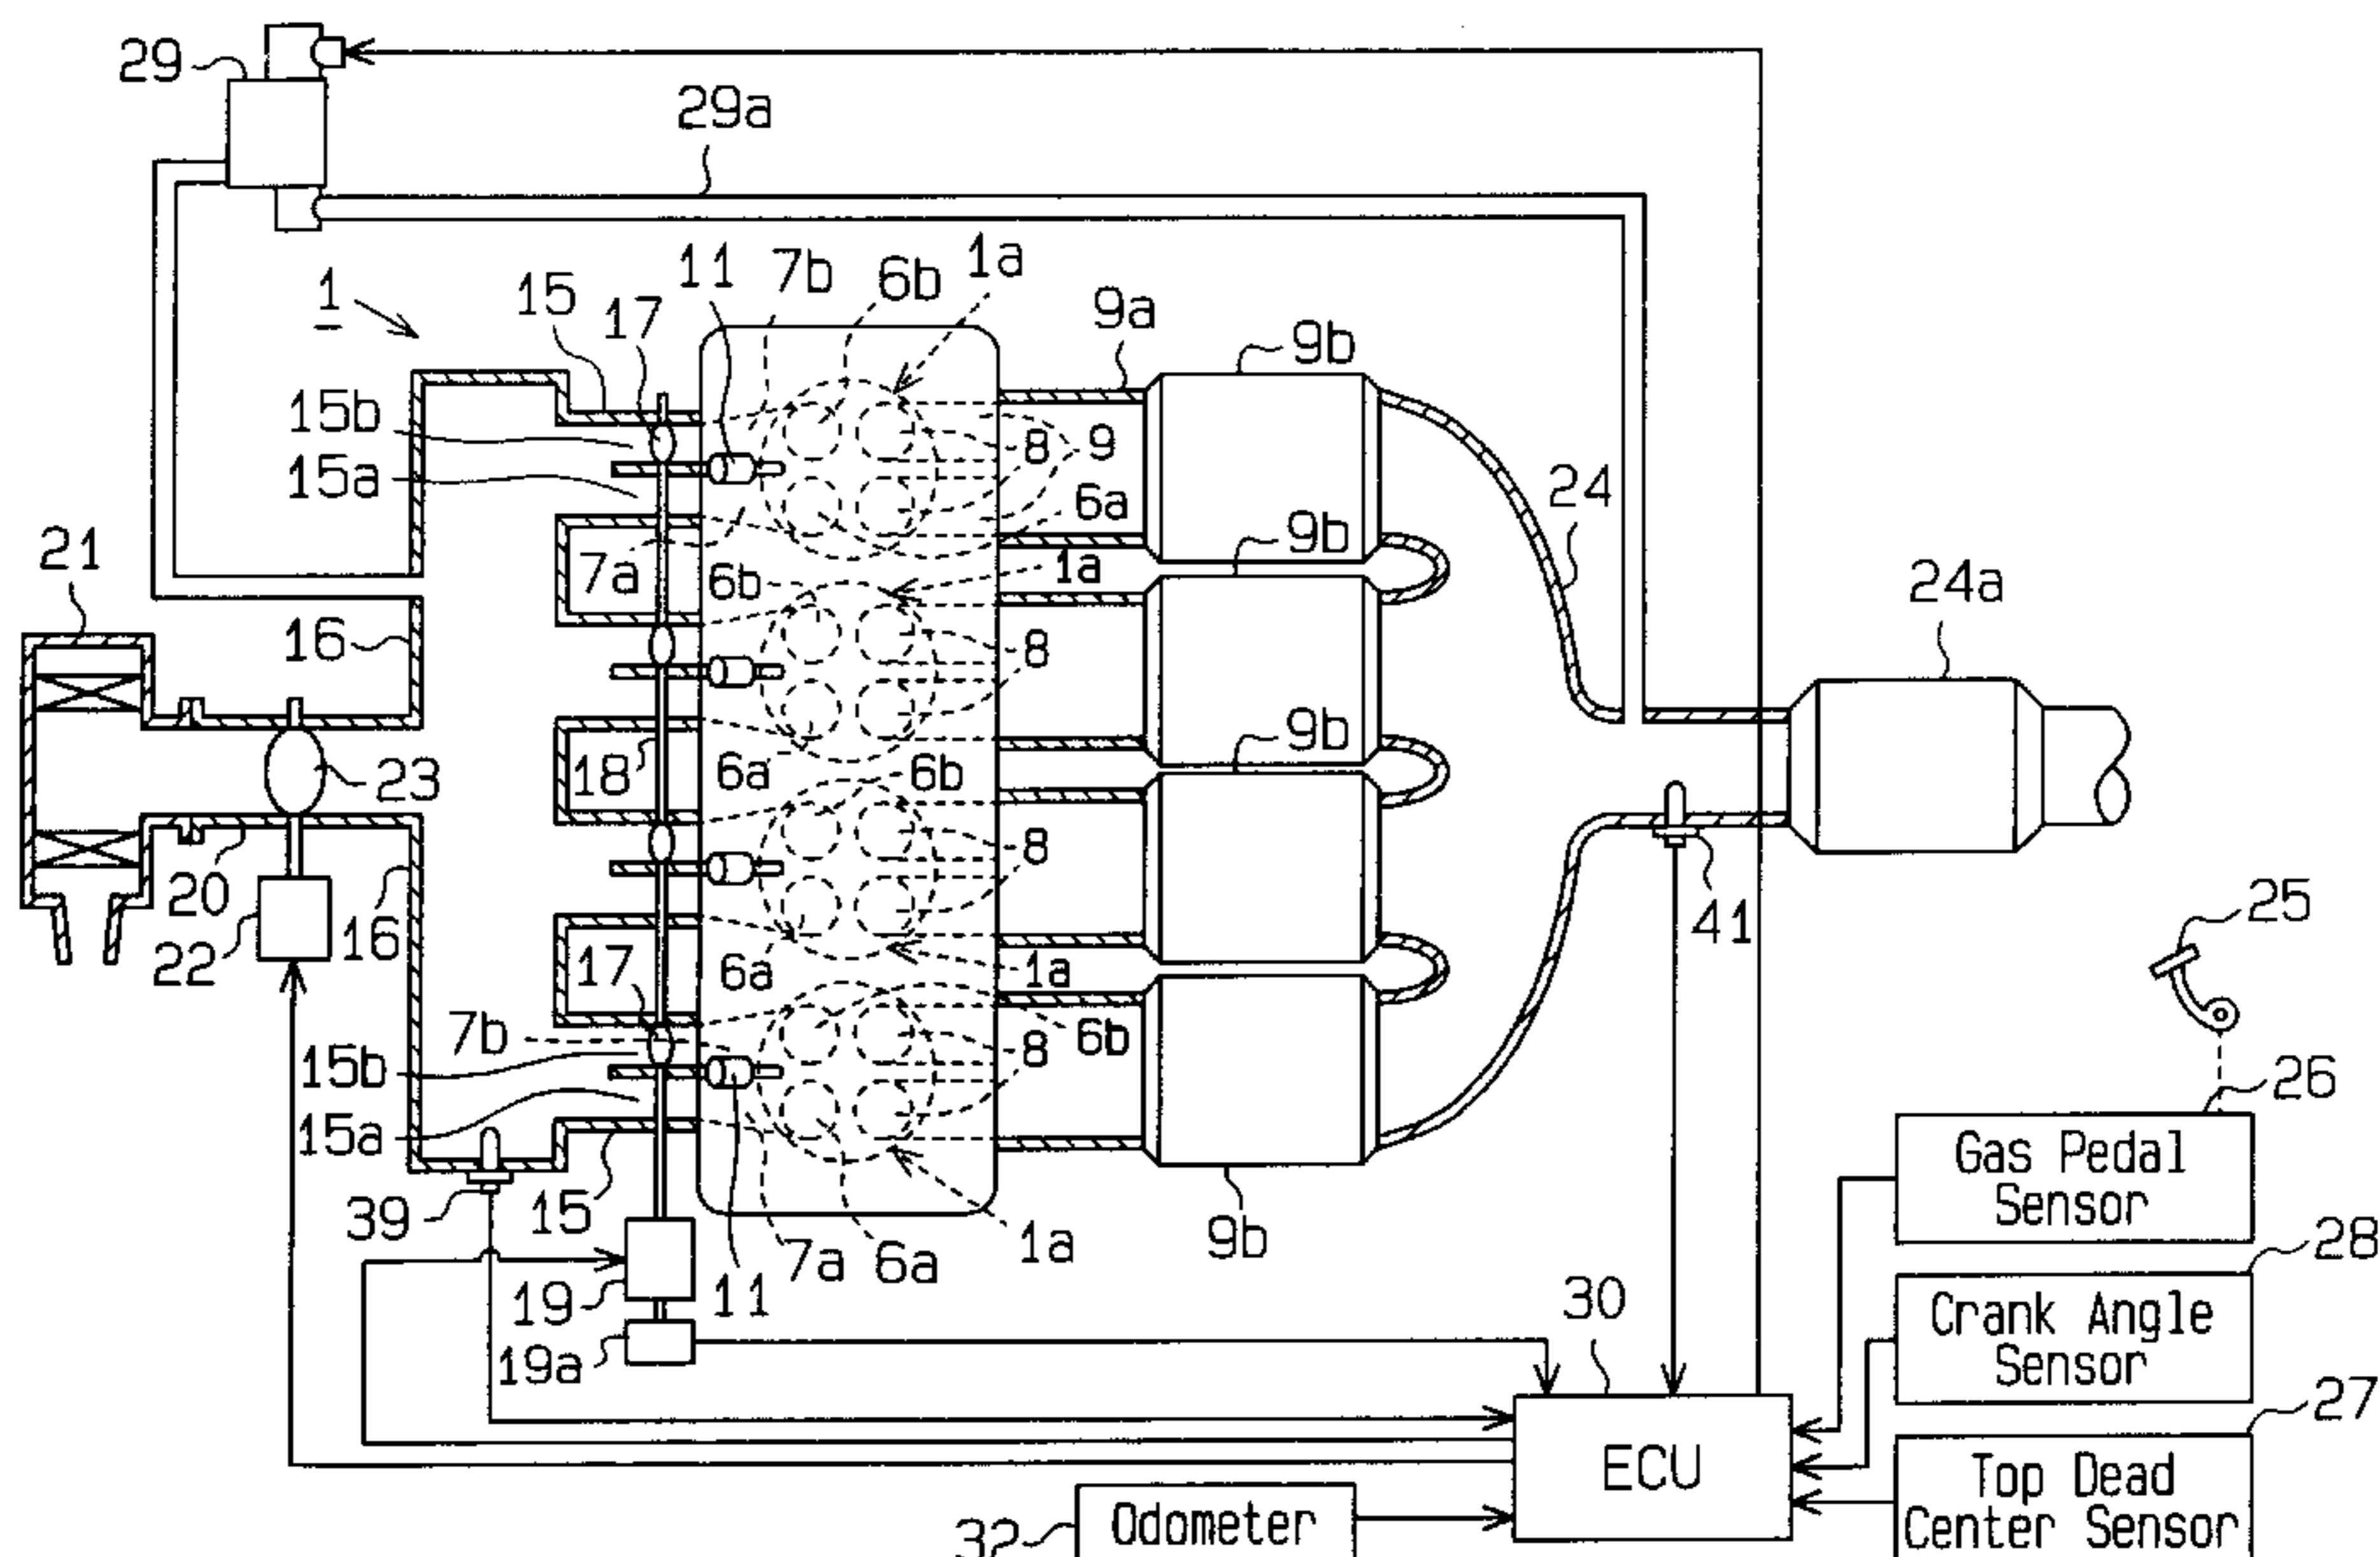 29
29a
1
15
17
11
7b
6b
1a
9a
9b
15b
15a
8
9
6a
24
21
7a
6b
1a
9b
24a
16
8
18
6a
6b
9b
23
8
20
22
16
17
6a
1a
41
25
7b
15b
8
6b
26
15a
39
15
7a
6a
1a
9b
Gas Pedal
Sensor
28
19
11
30
Crank Angle
Sensor
19a
27
ECU
Top Dead
Center Sensor
32
Odometer